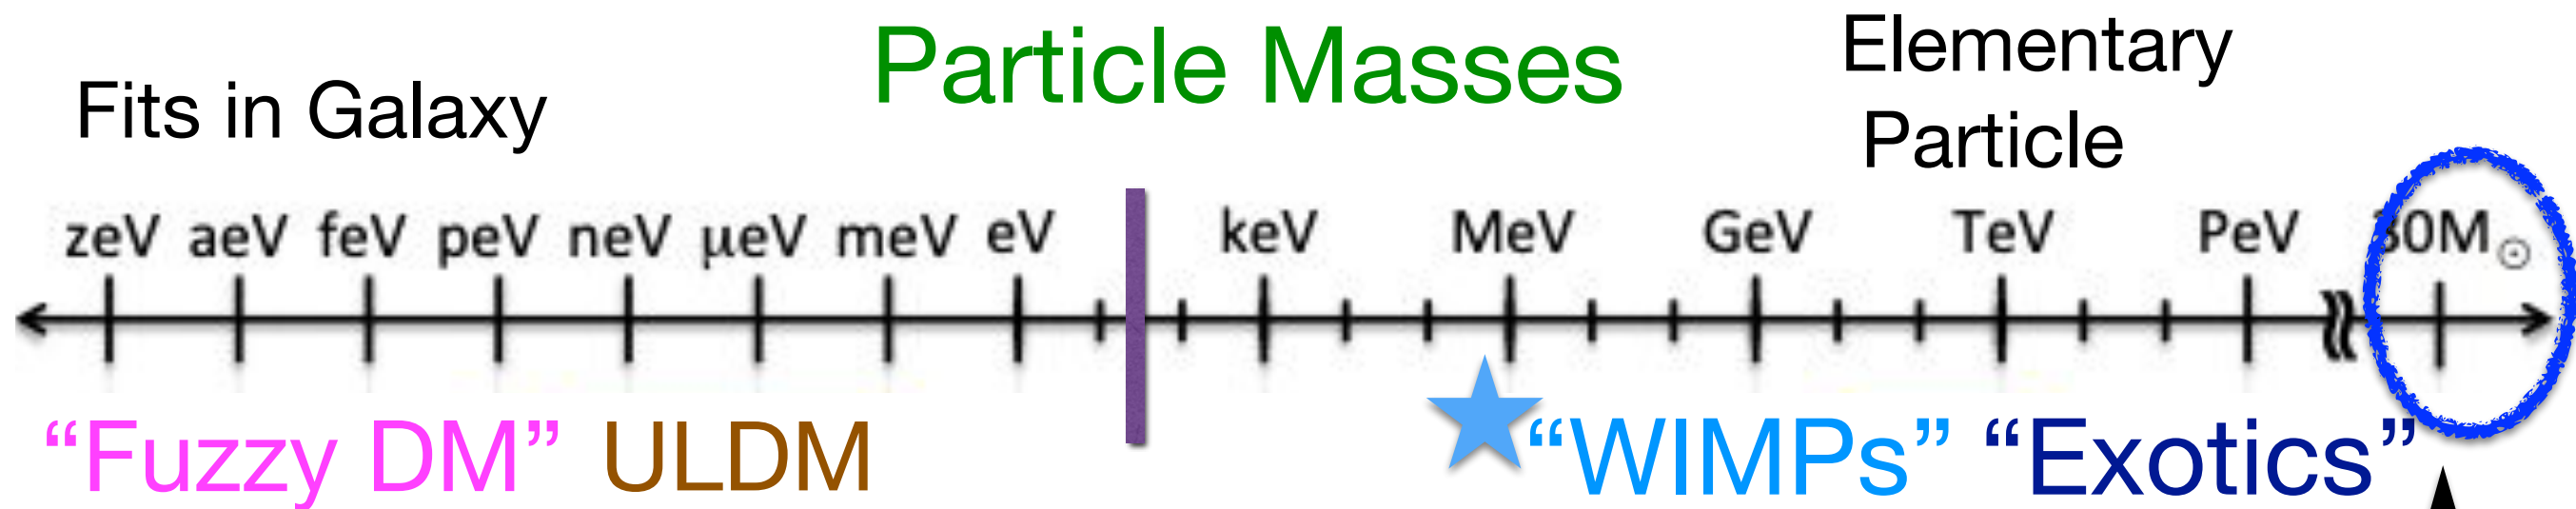 Particle Masses
Fits in Galaxy
Elementary
Particle
zeV aeV feV peV neV μeV meV eV keV MeV GeV TeV PeV 30M☉
“Fuzzy DM” ULDM “WIMPs” “Exotics”